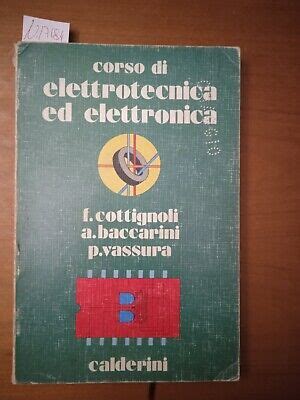 corso di
elettrotecnica
ed elettronica
f. cottignoli
a. baccarini
p. vassura
calderini